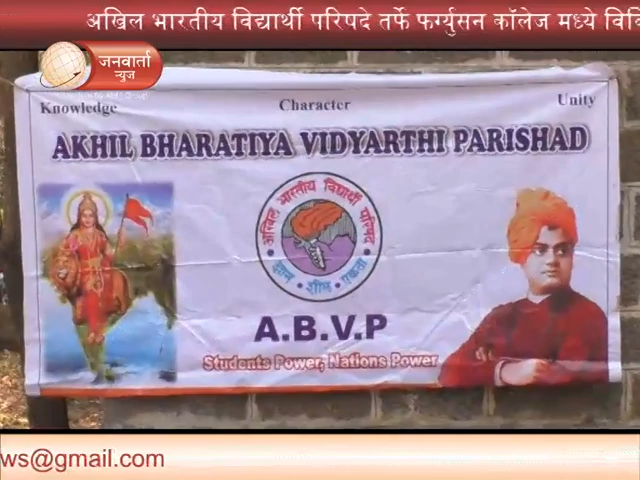 अखिल भारतीय विद्यार्थी परिषदे तर्फे फर्ग्युसन कॉलेज मध्ये
जनवार्ता
न्युज
Knowledge
Character
Unity
AKHIL BHARATIYA VIDYARTHI PARISHAD
अखिल भारतीय विद्यार्थी परिषद
ज्ञान • शील • एकता
A.B.V.P
Students Power, Nations Power
ws@gmail.com